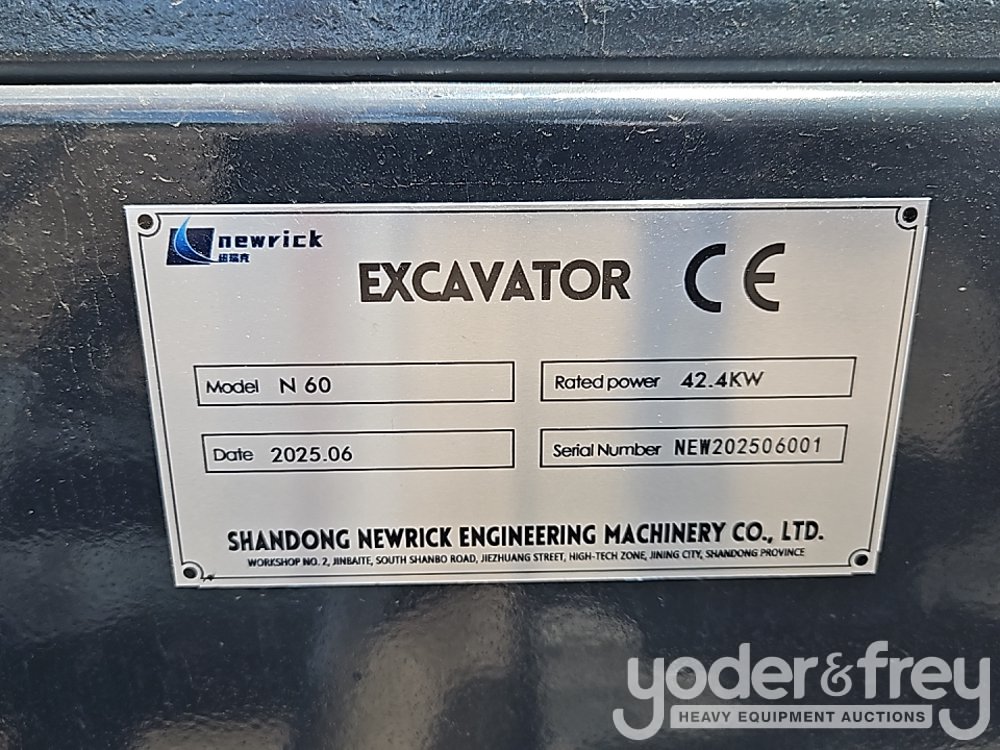 newrick
纽瑞克
EXCAVATOR CE
Model N 60
Rated power 42.4KW
Date 2025.06
Serial Number NEW202506001
SHANDONG NEWRICK ENGINEERING MACHINERY CO., LTD.
WORKSHOP NO. 2, JINBAITE, SOUTH SHANBO ROAD, JIEZHUANG STREET, HIGH-TECH ZONE, JINING CITY, SHANDONG PROVINCE
yoder&frey
HEAVY EQUIPMENT AUCTIONS